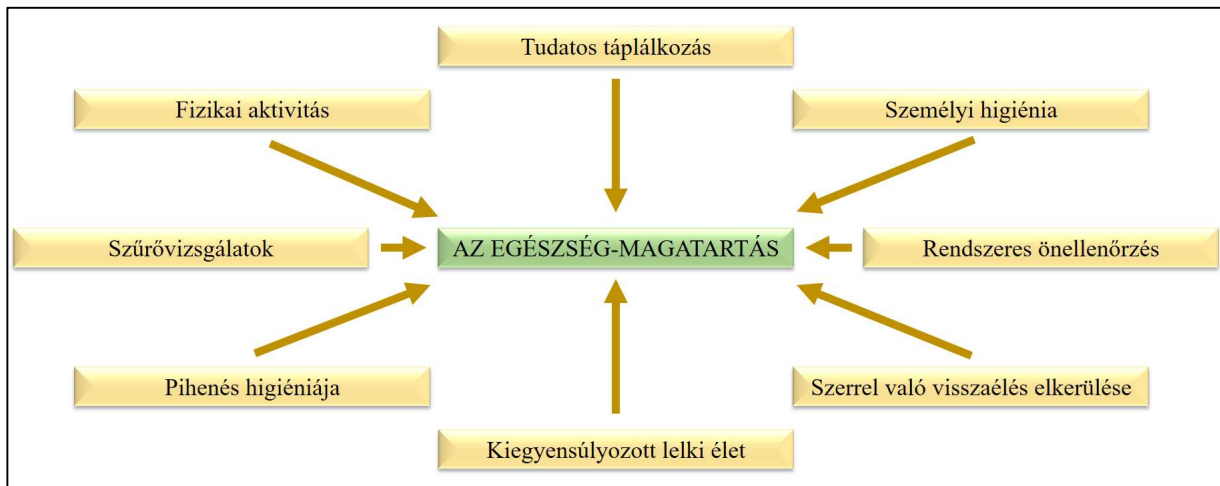 Tudatos táplálkozás
Fizikai aktivitás
Személyi higiénia
Szűrővizsgálatok
AZ EGÉSZSÉG-MAGATARTÁS
Rendszeres önellenőrzés
Pihenés higiéniája
Szerrel való visszaélés elkerülése
Kiegyensúlyozott lelki élet